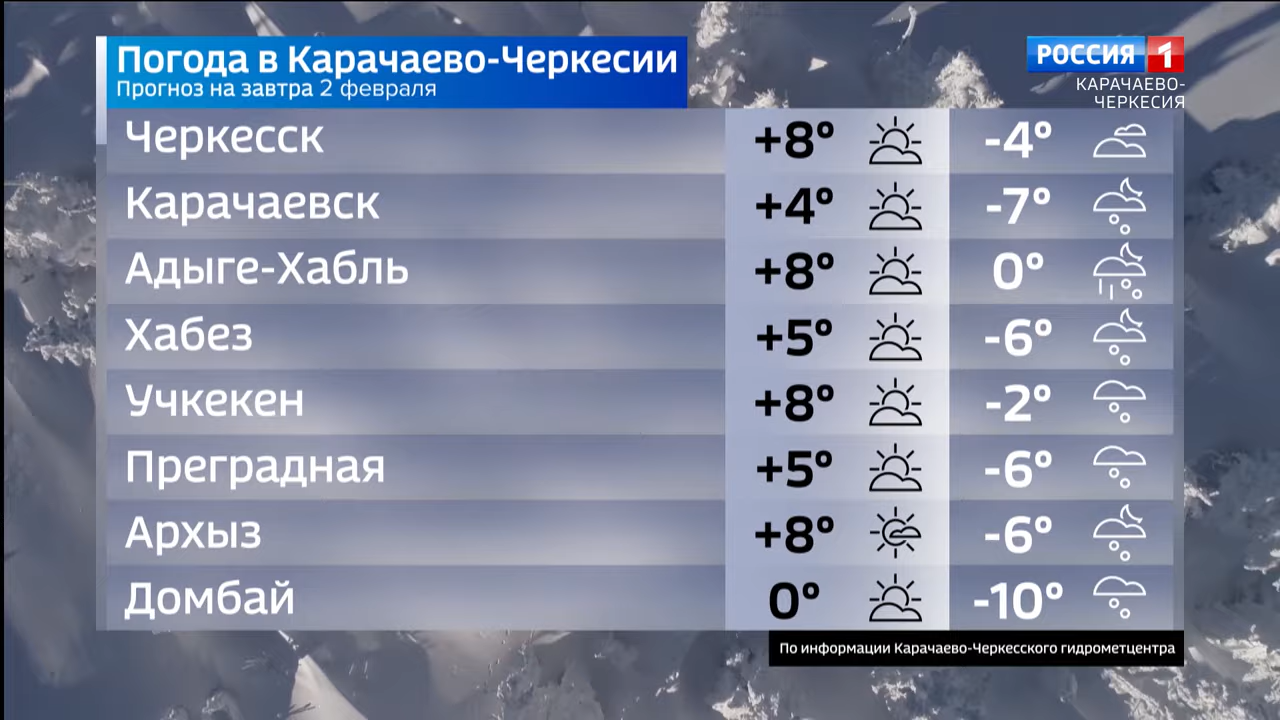 Погода в Карачаево-Черкесии
Прогноз на завтра 2 февраля
РОССИЯ 1
КАРАЧАЕВО-
ЧЕРКЕСИЯ
Черкесск +8° -4°
Карачаевск +4° -7°
Адыге-Хабль +8° 0°
Хабез +5° -6°
Учкекен +8° -2°
Преградная +5° -6°
Архыз +8° -6°
Домбай 0° -10°
По информации Карачаево-Черкесского гидрометцентра